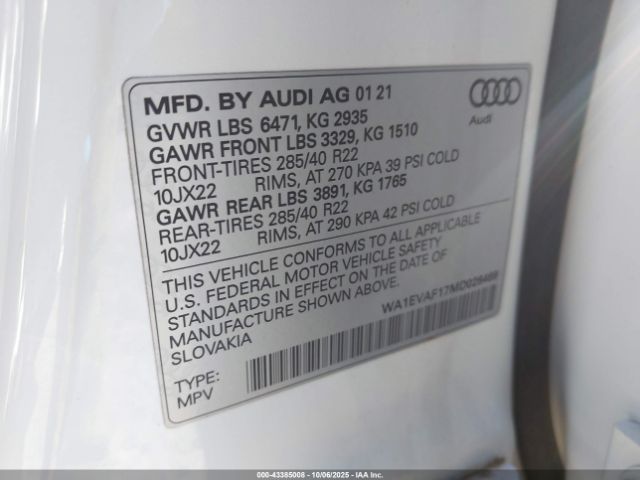 MFD. BY AUDI AG 01 21
GVWR LBS 6471, KG 2935
GAWR FRONT LBS 3329, KG 1510
FRONT-TIRES 285/40 R22
10JX22 RIMS, AT 270 KPA 39 PSI COLD
GAWR REAR LBS 3891, KG 1765
REAR-TIRES 285/40 R22
10JX22 RIMS, AT 290 KPA 42 PSI COLD
Audi
THIS VEHICLE CONFORMS TO ALL APPLICABLE
U.S. FEDERAL MOTOR VEHICLE SAFETY
STANDARDS IN EFFECT ON THE DATE OF
MANUFACTURE SHOWN ABOVE.
SLOVAKIA
TYPE:
MPV
000-43385008 - 10/06/2025 - IAA Inc.